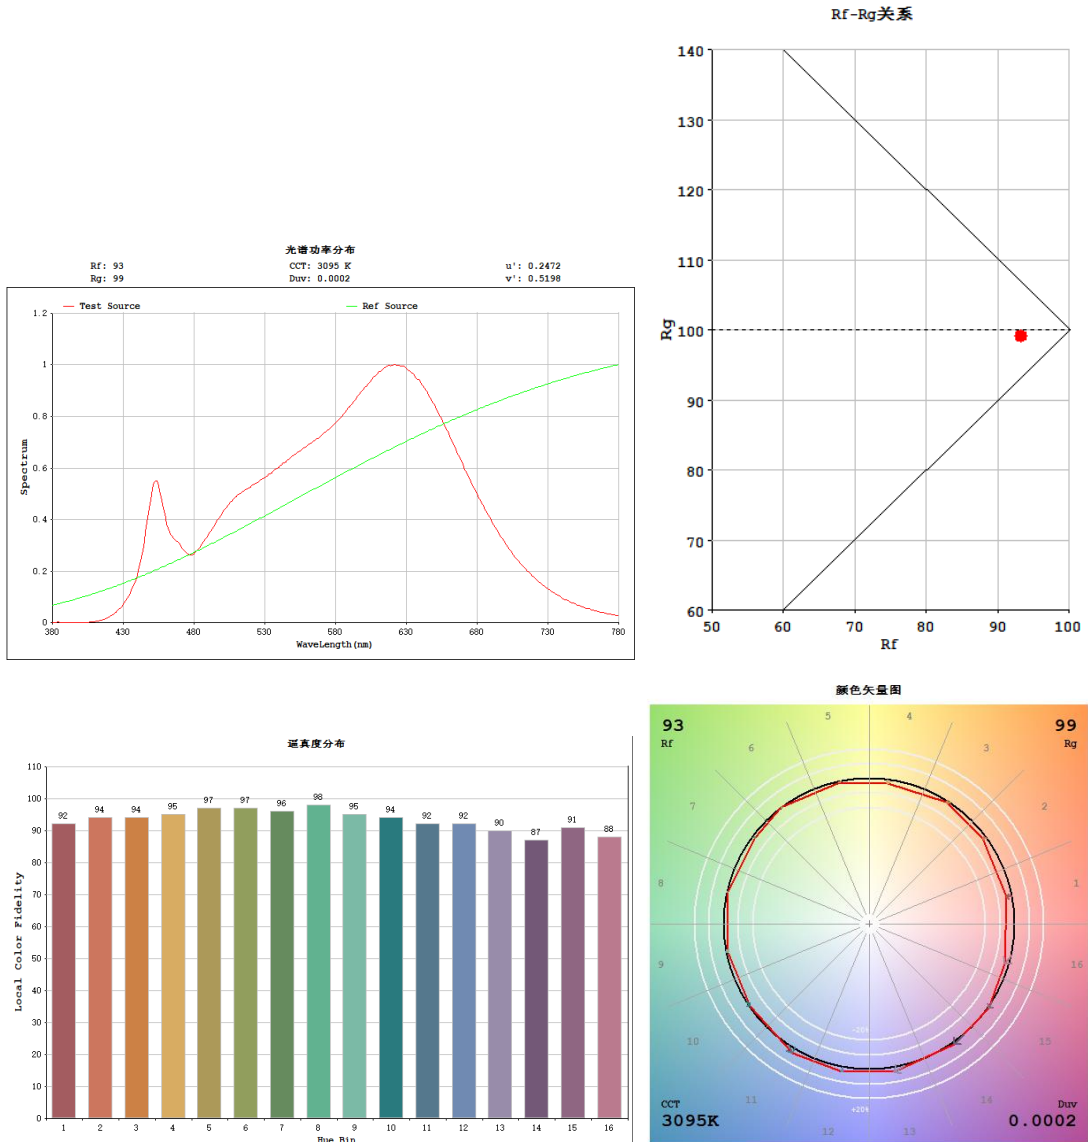 Rf-Rg关系
140
130
120
110
100
90
80
70
60
Rg
50 60 70 80 90 100
Rf
光谱功率分布
Rf: 93 CCT: 3095 K u': 0.2472
Rg: 99 Duv: 0.0002 v': 0.5198
Test Source Ref Source
1.2
1
0.8
0.6
0.4
0.2
0
Spectrum
380 430 480 530 580 630 680 730 780
WaveLength(nm)
逼真度分布
110
100
90
80
70
60
50
40
30
20
10
0
Local Color Fidelity
92 94 94 95 97 97 96 98 95 94 92 92 90 87 91 88
1 2 3 4 5 6 7 8 9 10 11 12 13 14 15 16
Hue Bin
颜色矢量图
93
Rf
99
Rg
5 4
6 3
7 2
8 1
9 16
10 15
11 14
12 13
-20%
+20%
CCT
3095K
Duv
0.0002